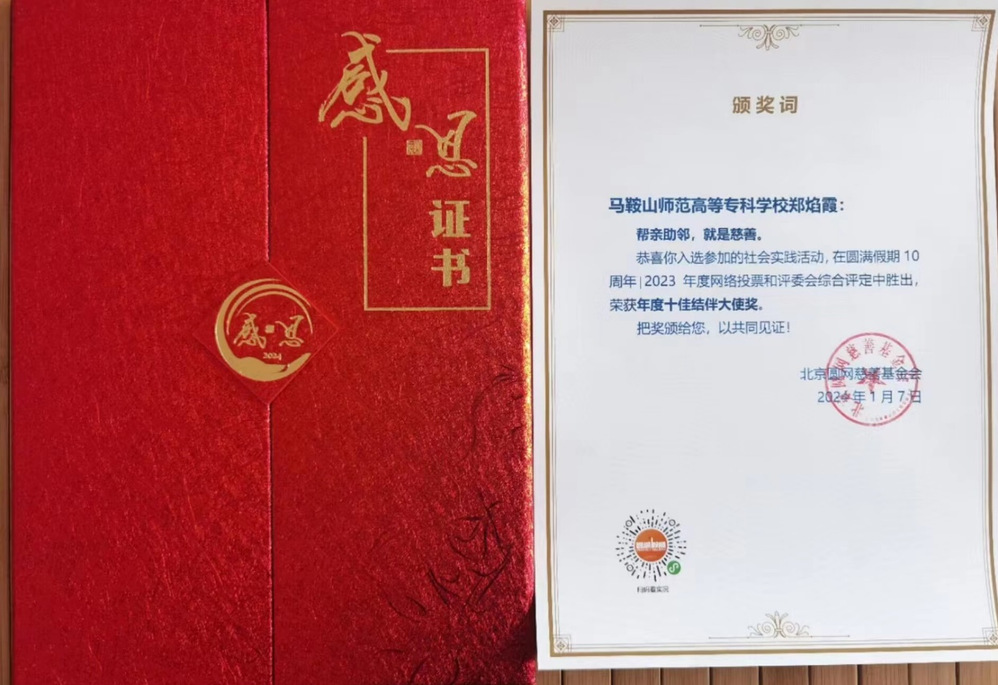 感恩
证书
感恩
2024
颁奖词
马鞍山师范高等专科学校郑焰霞：
帮亲助邻，就是慈善。
恭喜你入选参加的社会实践活动，在圆满假期 10
周年|2023 年度网络投票和评委会综合评定中胜出，
荣获年度十佳结伴大使奖。
把奖颁给您，以共同见证！
北京圆网慈善基金会
2024 年 1 月 7 日